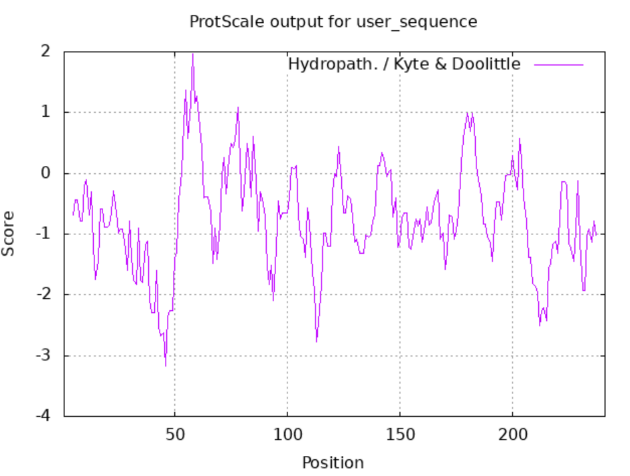 ProtScale output for user_sequence
Hydropath. / Kyte & Doolittle
2
1
0
-1
-2
-3
-4
Score
50
100
150
200
Position